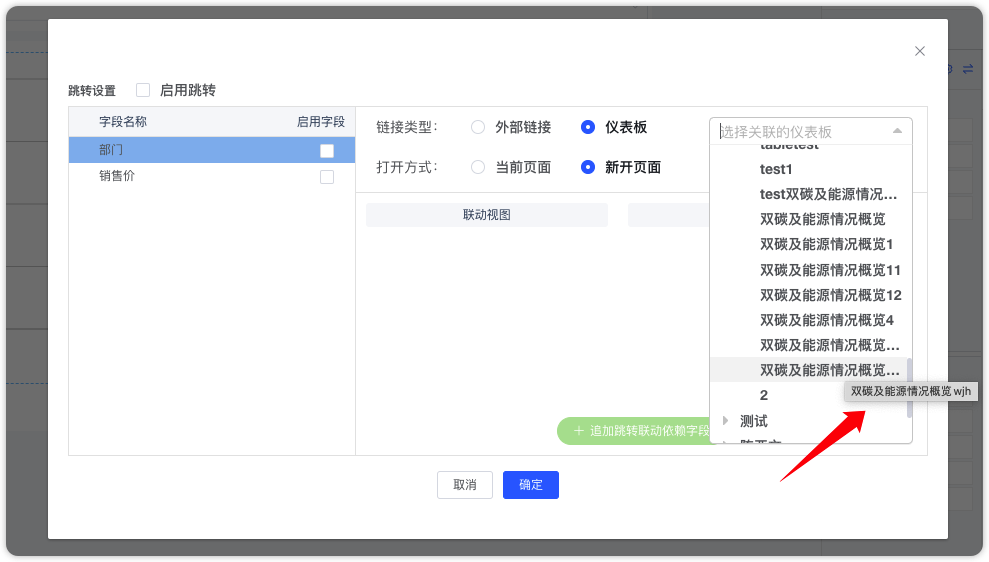 跳转设置 启用跳转
字段名称 启用字段
部门
销售价
链接类型： 外部链接 仪表板
打开方式： 当前页面 新开页面
联动视图
选择关联的仪表板
tabletest
test1
test双碳及能源情况...
双碳及能源情况概览
双碳及能源情况概览1
双碳及能源情况概览11
双碳及能源情况概览12
双碳及能源情况概览4
双碳及能源情况概览...
双碳及能源情况概览...
双碳及能源情况概览 wjh
2
测试
+ 追加跳转联动依赖字段
取消 确定